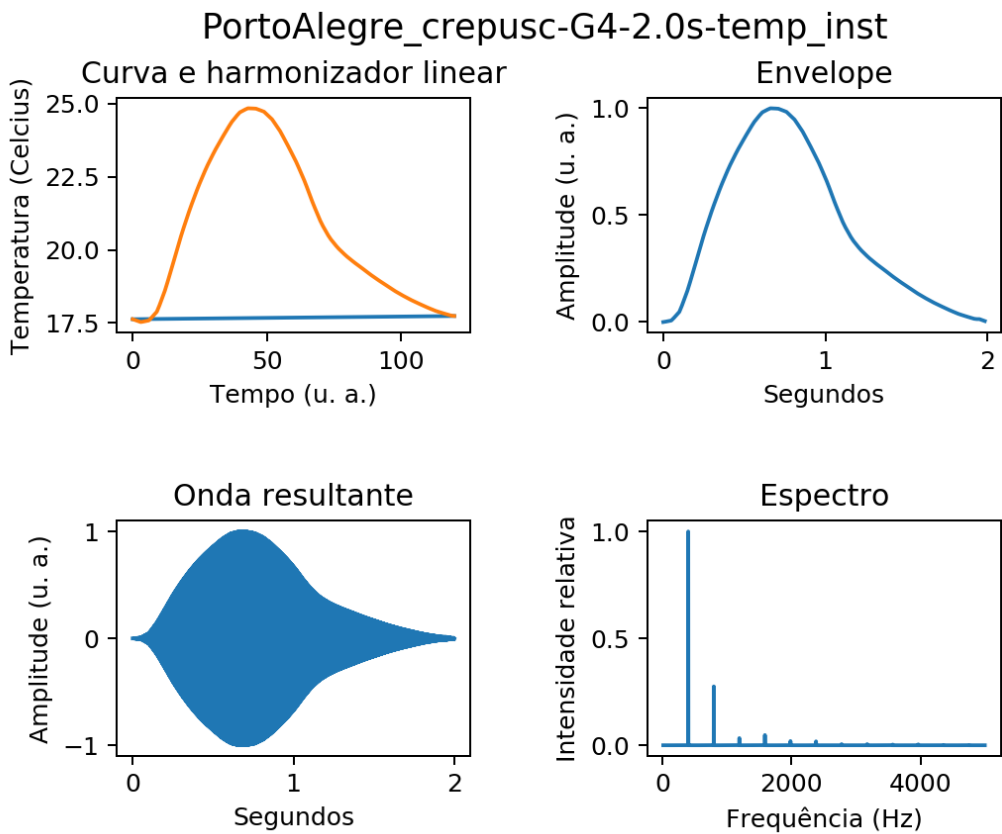 PortoAlegre_crepusc-G4-2.0s-temp_inst
Curva e harmonizador linear
Temperatura (Celcius)
25.0
22.5
20.0
17.5
0
50
100
Tempo (u. a.)
Envelope
Amplitude (u. a.)
1.0
0.5
0.0
0
1
2
Segundos
Onda resultante
Amplitude (u. a.)
1
0
−1
0
1
2
Segundos
Espectro
Intensidade relativa
1.0
0.5
0.0
0
2000
4000
Frequência (Hz)